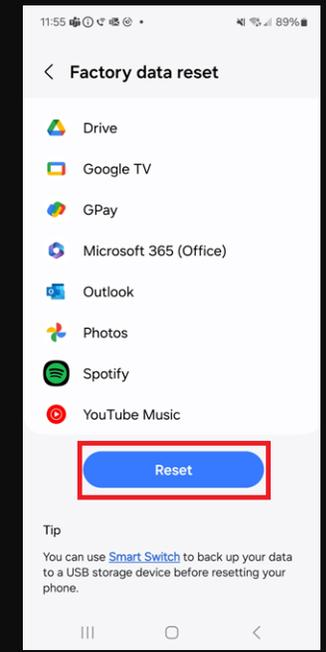 11:55
89%
Factory data reset
Drive
Google TV
GPay
Microsoft 365 (Office)
Outlook
Photos
Spotify
YouTube Music
Reset
Tip
You can use Smart Switch to back up your data
to a USB storage device before resetting your
phone.